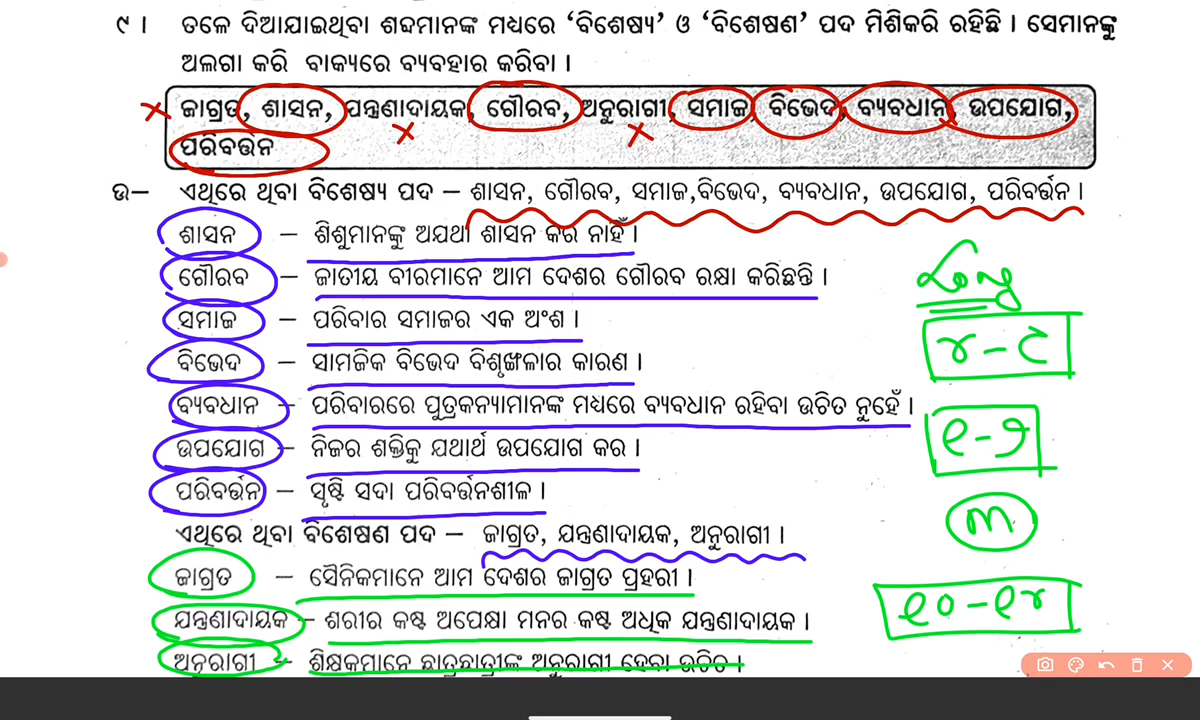 ୯ । ତଳେ ଦିଆଯାଇଥିବା ଶବ୍ଦମାନଙ୍କ ମଧ୍ୟରେ ‘ବିଶେଷ୍ୟ’ ଓ ‘ବିଶେଷଣ’ ପଦ ମିଶିକରି ରହିଛି । ସେମାନଙ୍କୁ
ଅଲଗା କରି ବାକ୍ୟରେ ବ୍ୟବହାର କରିବା ।
ଜାଗ୍ରତ, ଶାସନ, ଯନ୍ତ୍ରଣାଦାୟକ, ଗୌରବ, ଅନୁରାଗୀ, ସମାଜ, ବିଭେଦ, ବ୍ୟବଧାନ, ଉପଯୋଗ,
ପରିବର୍ତ୍ତନ
ଉ– ଏଥିରେ ଥିବା ବିଶେଷ୍ୟ ପଦ – ଶାସନ, ଗୌରବ, ସମାଜ,ବିଭେଦ, ବ୍ୟବଧାନ, ଉପଯୋଗ, ପରିବର୍ତ୍ତନ ।
ଶାସନ – ଶିଶୁମାନଙ୍କୁ ଅଯଥା ଶାସନ କର ନାହିଁ ।
ଗୌରବ – ଜାତୀୟ ବୀରମାନେ ଆମ ଦେଶର ଗୌରବ ରକ୍ଷା କରିଛନ୍ତି ।
ସମାଜ – ପରିବାର ସମାଜର ଏକ ଅଂଶ ।
ବିଭେଦ – ସାମାଜିକ ବିଭେଦ ବିଶୃଙ୍ଖଳାର କାରଣ ।
ବ୍ୟବଧାନ – ପରିବାରରେ ପୁତ୍ରକନ୍ୟାମାନଙ୍କ ମଧ୍ୟରେ ବ୍ୟବଧାନ ରହିବା ଉଚିତ ନୁହେଁ ।
ଉପଯୋଗ – ନିଜର ଶକ୍ତିକୁ ଯଥାର୍ଥ ଉପଯୋଗ କର ।
ପରିବର୍ତ୍ତନ – ସୃଷ୍ଟି ସଦା ପରିବର୍ତ୍ତନଶୀଳ ।
ଏଥିରେ ଥିବା ବିଶେଷଣ ପଦ – ଜାଗ୍ରତ, ଯନ୍ତ୍ରଣାଦାୟକ, ଅନୁରାଗୀ ।
ଜାଗ୍ରତ – ସୈନିକମାନେ ଆମ ଦେଶର ଜାଗ୍ରତ ପ୍ରହରୀ ।
ଯନ୍ତ୍ରଣାଦାୟକ – ଶରୀର କଷ୍ଟ ଅପେକ୍ଷା ମନର କଷ୍ଟ ଅଧିକ ଯନ୍ତ୍ରଣାଦାୟକ ।
ଅନୁରାଗୀ – ଶିକ୍ଷକମାନେ ଛାତ୍ରଛାତ୍ରୀଙ୍କ ଅନୁରାଗୀ ହେବା ଉଚିତ ।
୧୦–୧୪